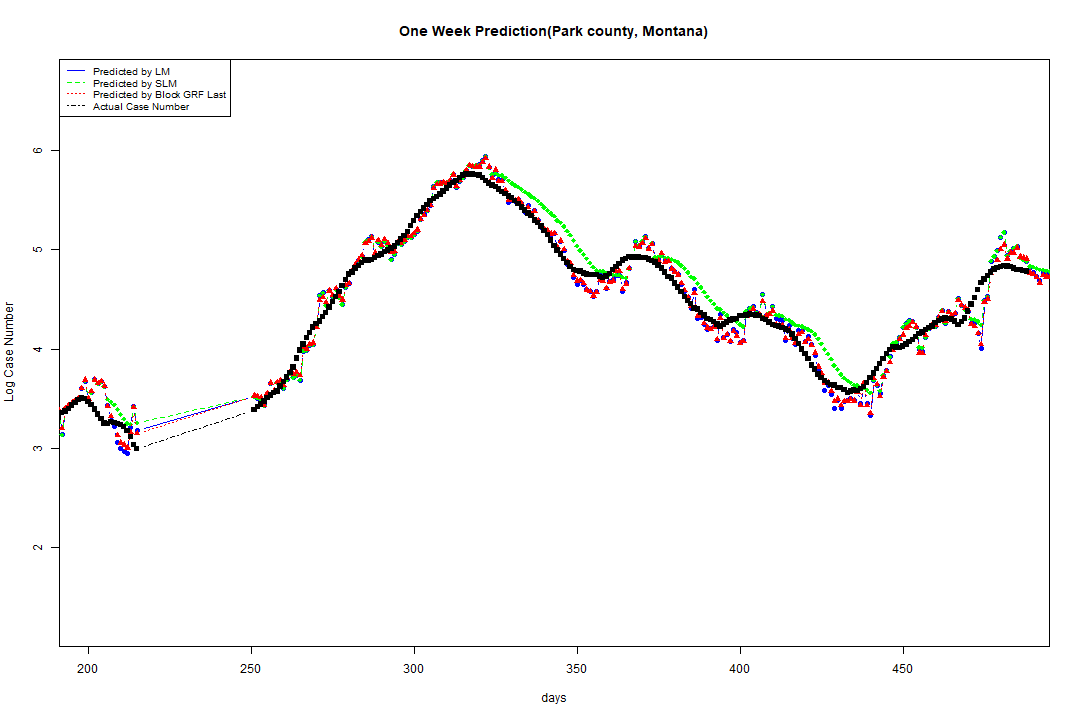 One Week Prediction(Park county, Montana)
Predicted by LM
Predicted by SLM
Predicted by Block GRF Last
Actual Case Number
6
5
4
3
2
Log Case Number
200 250 300 350 400 450
days